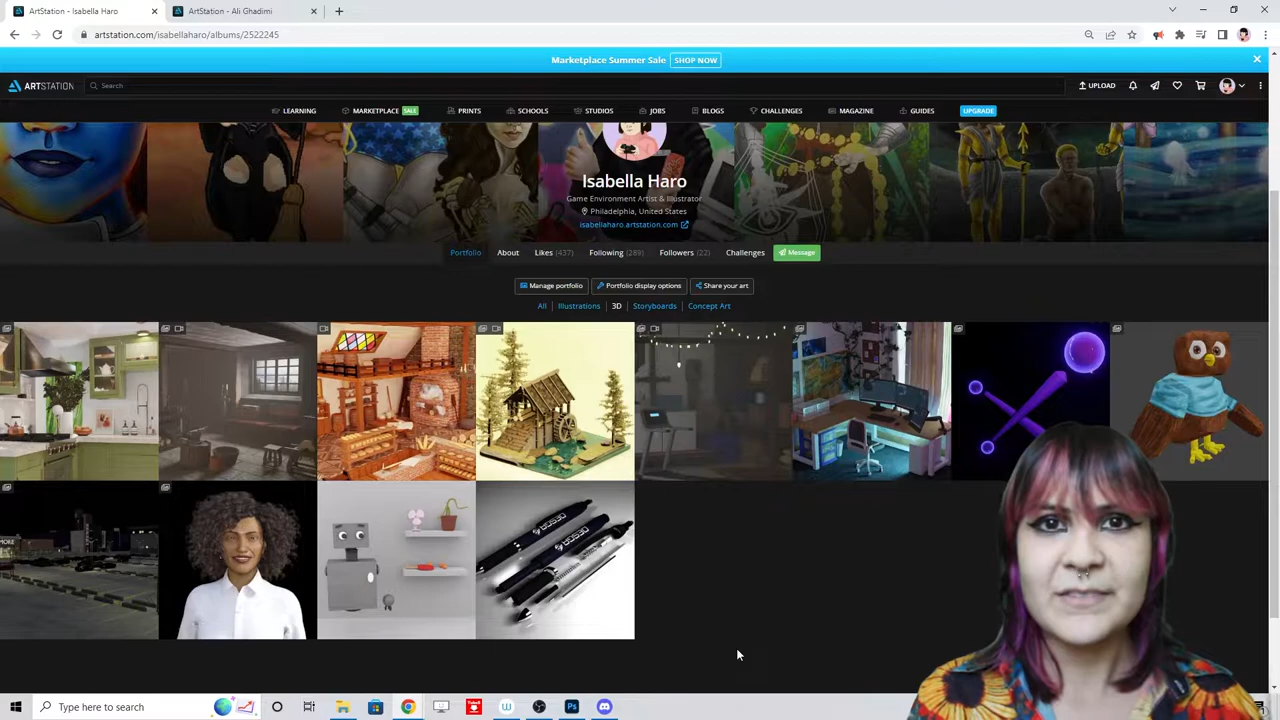 ArtStation - Isabella Haro
ArtStation - Ali Ghadimi
artstation.com/isabellaharo/albums/2522245
Marketplace Summer Sale SHOP NOW
ARTSTATION
Search
UPLOAD
LEARNING
MARKETPLACE SALE
PRINTS
SCHOOLS
STUDIOS
JOBS
BLOGS
CHALLENGES
MAGAZINE
GUIDES
UPGRADE
Isabella Haro
Game Environment Artist & Illustrator
Philadelphia, United States
isabellaharo.artstation.com
Portfolio
About
Likes (437)
Following (289)
Followers (22)
Challenges
Message
Manage portfolio
Portfolio display options
Share your art
All
Illustrations
3D
Storyboards
Concept Art
MORE
Type here to search